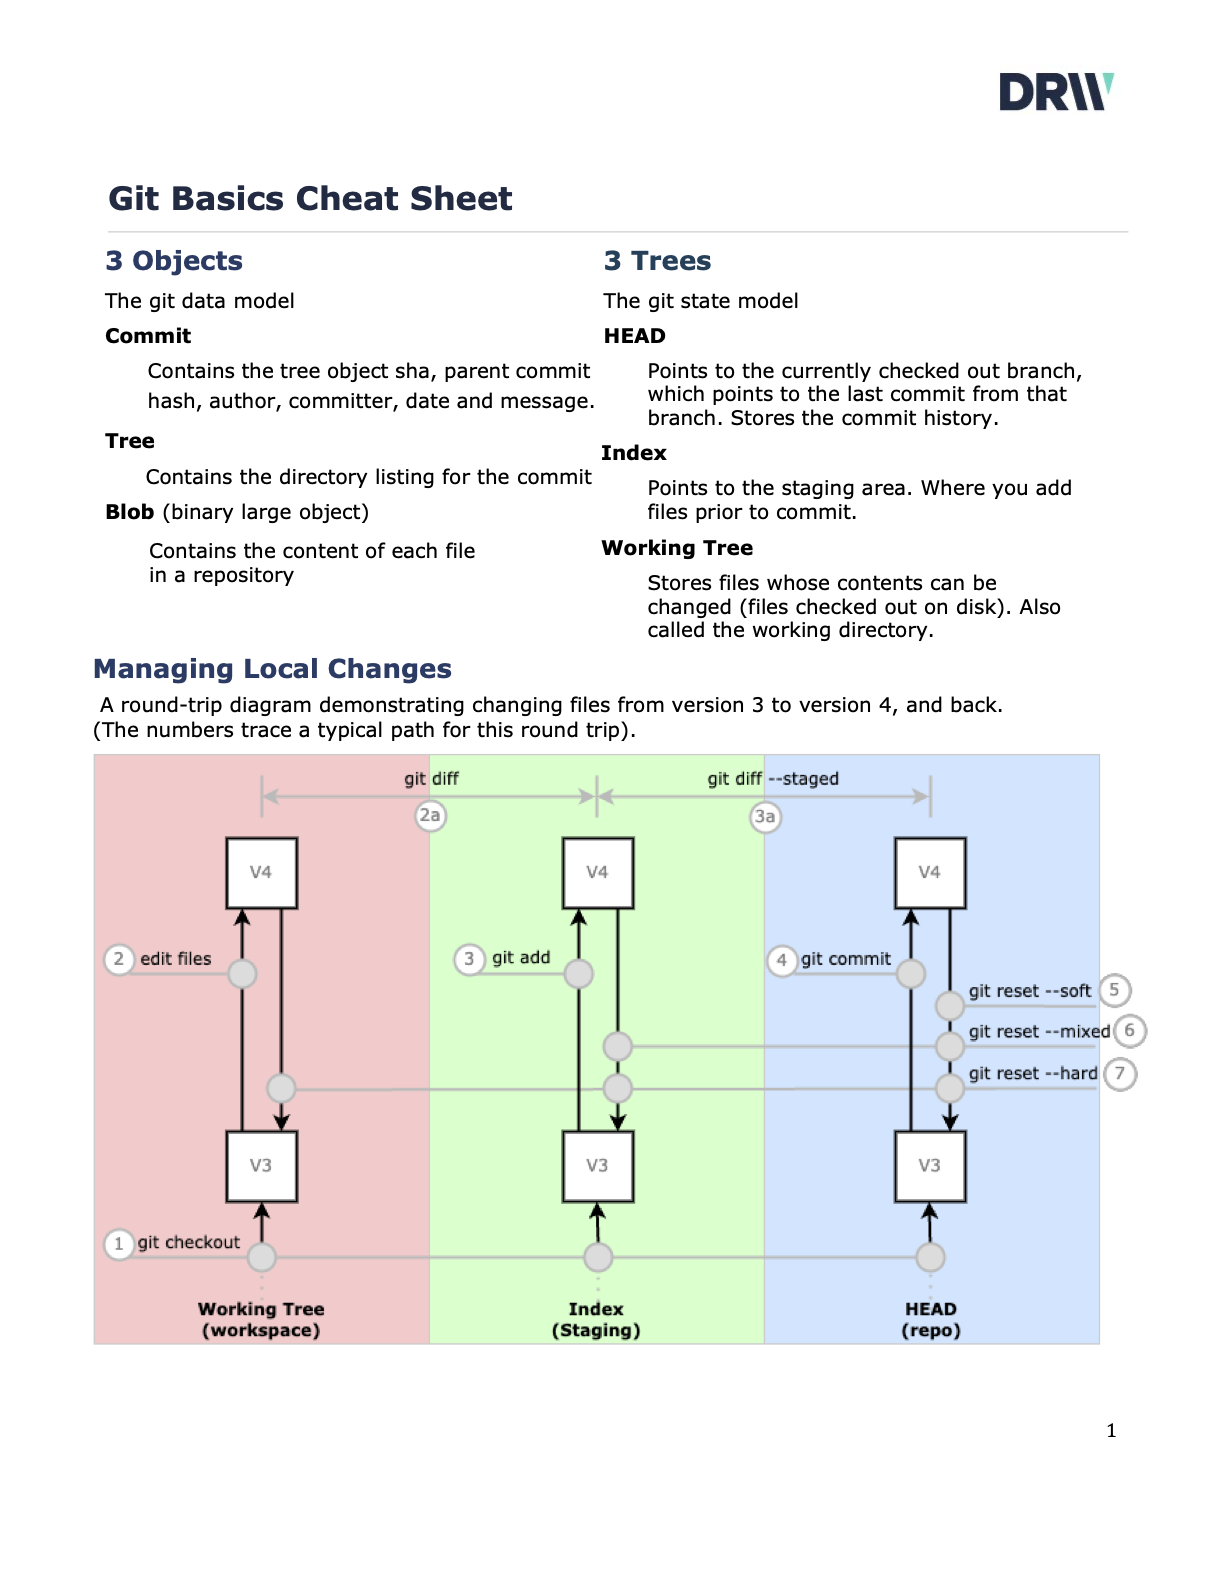 DRW
Git Basics Cheat Sheet
3 Objects
The git data model
Commit
Contains the tree object sha, parent commit
hash, author, committer, date and message.
Tree
Contains the directory listing for the commit
Blob (binary large object)
Contains the content of each file
in a repository
3 Trees
The git state model
HEAD
Points to the currently checked out branch,
which points to the last commit from that
branch. Stores the commit history.
Index
Points to the staging area. Where you add
files prior to commit.
Working Tree
Stores files whose contents can be
changed (files checked out on disk). Also
called the working directory.
Managing Local Changes
A round-trip diagram demonstrating changing files from version 3 to version 4, and back.
(The numbers trace a typical path for this round trip).
git diff
git diff --staged
2a
3a
V4
V4
V4
2 edit files
3 git add
4 git commit
git reset --soft 5
git reset --mixed 6
git reset --hard 7
V3
V3
V3
1 git checkout
Working Tree
(workspace)
Index
(Staging)
HEAD
(repo)
1